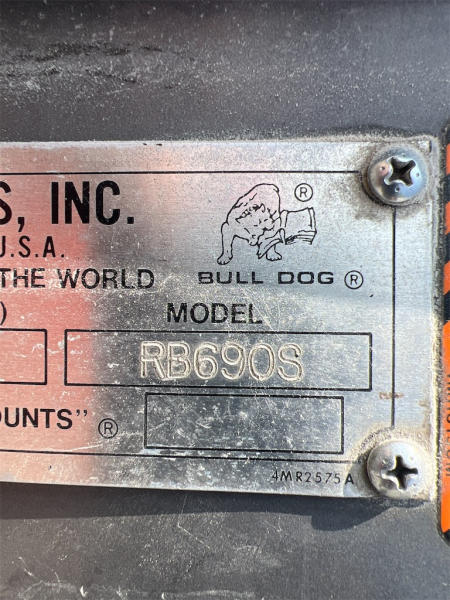 S, INC.
®
U.S.A.
THE WORLD
BULL DOG ®
)
MODEL
RB690S
OUNTS" ®
4MR2575A